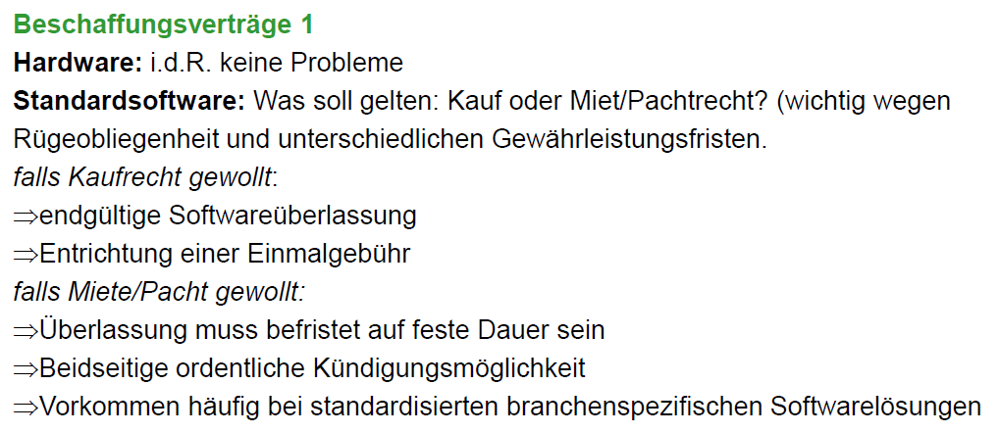 Beschaffungsverträge 1
Hardware: i.d.R. keine Probleme
Standardsoftware: Was soll gelten: Kauf oder Miet/Pachtrecht? (wichtig wegen
Rügeobliegenheit und unterschiedlichen Gewährleistungsfristen.
falls Kaufrecht gewollt:
⇒endgültige Softwareüberlassung
⇒Entrichtung einer Einmalgebühr
falls Miete/Pacht gewollt:
⇒Überlassung muss befristet auf feste Dauer sein
⇒Beidseitige ordentliche Kündigungsmöglichkeit
⇒Vorkommen häufig bei standardisierten branchenspezifischen Softwarelösungen